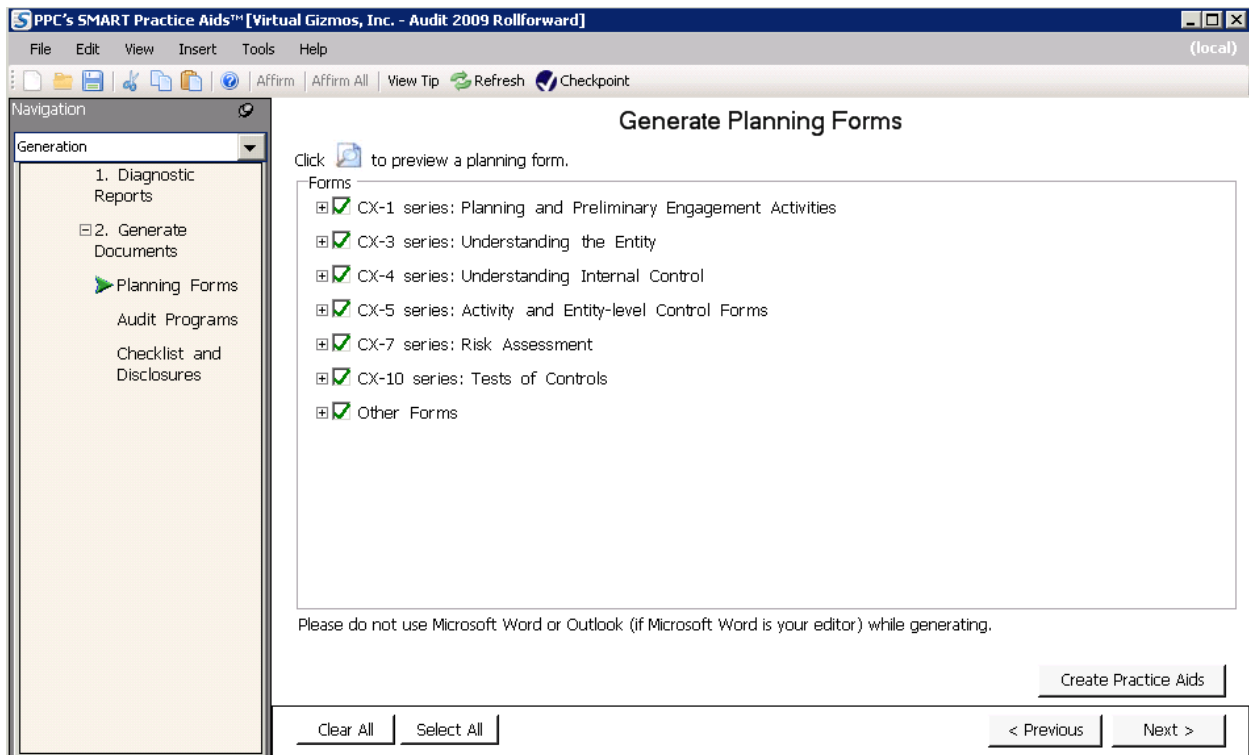 PPC's SMART Practice Aids™ [Virtual Gizmos, Inc. - Audit 2009 Rollforward]
File Edit View Insert Tools Help (local)
Affirm Affirm All View Tip Refresh Checkpoint
Navigation
Generation
1. Diagnostic
Reports
2. Generate
Documents
Planning Forms
Audit Programs
Checklist and
Disclosures
Generate Planning Forms
Click to preview a planning form.
Forms
CX-1 series: Planning and Preliminary Engagement Activities
CX-3 series: Understanding the Entity
CX-4 series: Understanding Internal Control
CX-5 series: Activity and Entity-level Control Forms
CX-7 series: Risk Assessment
CX-10 series: Tests of Controls
Other Forms
Please do not use Microsoft Word or Outlook (if Microsoft Word is your editor) while generating.
Create Practice Aids
Clear All Select All < Previous Next >